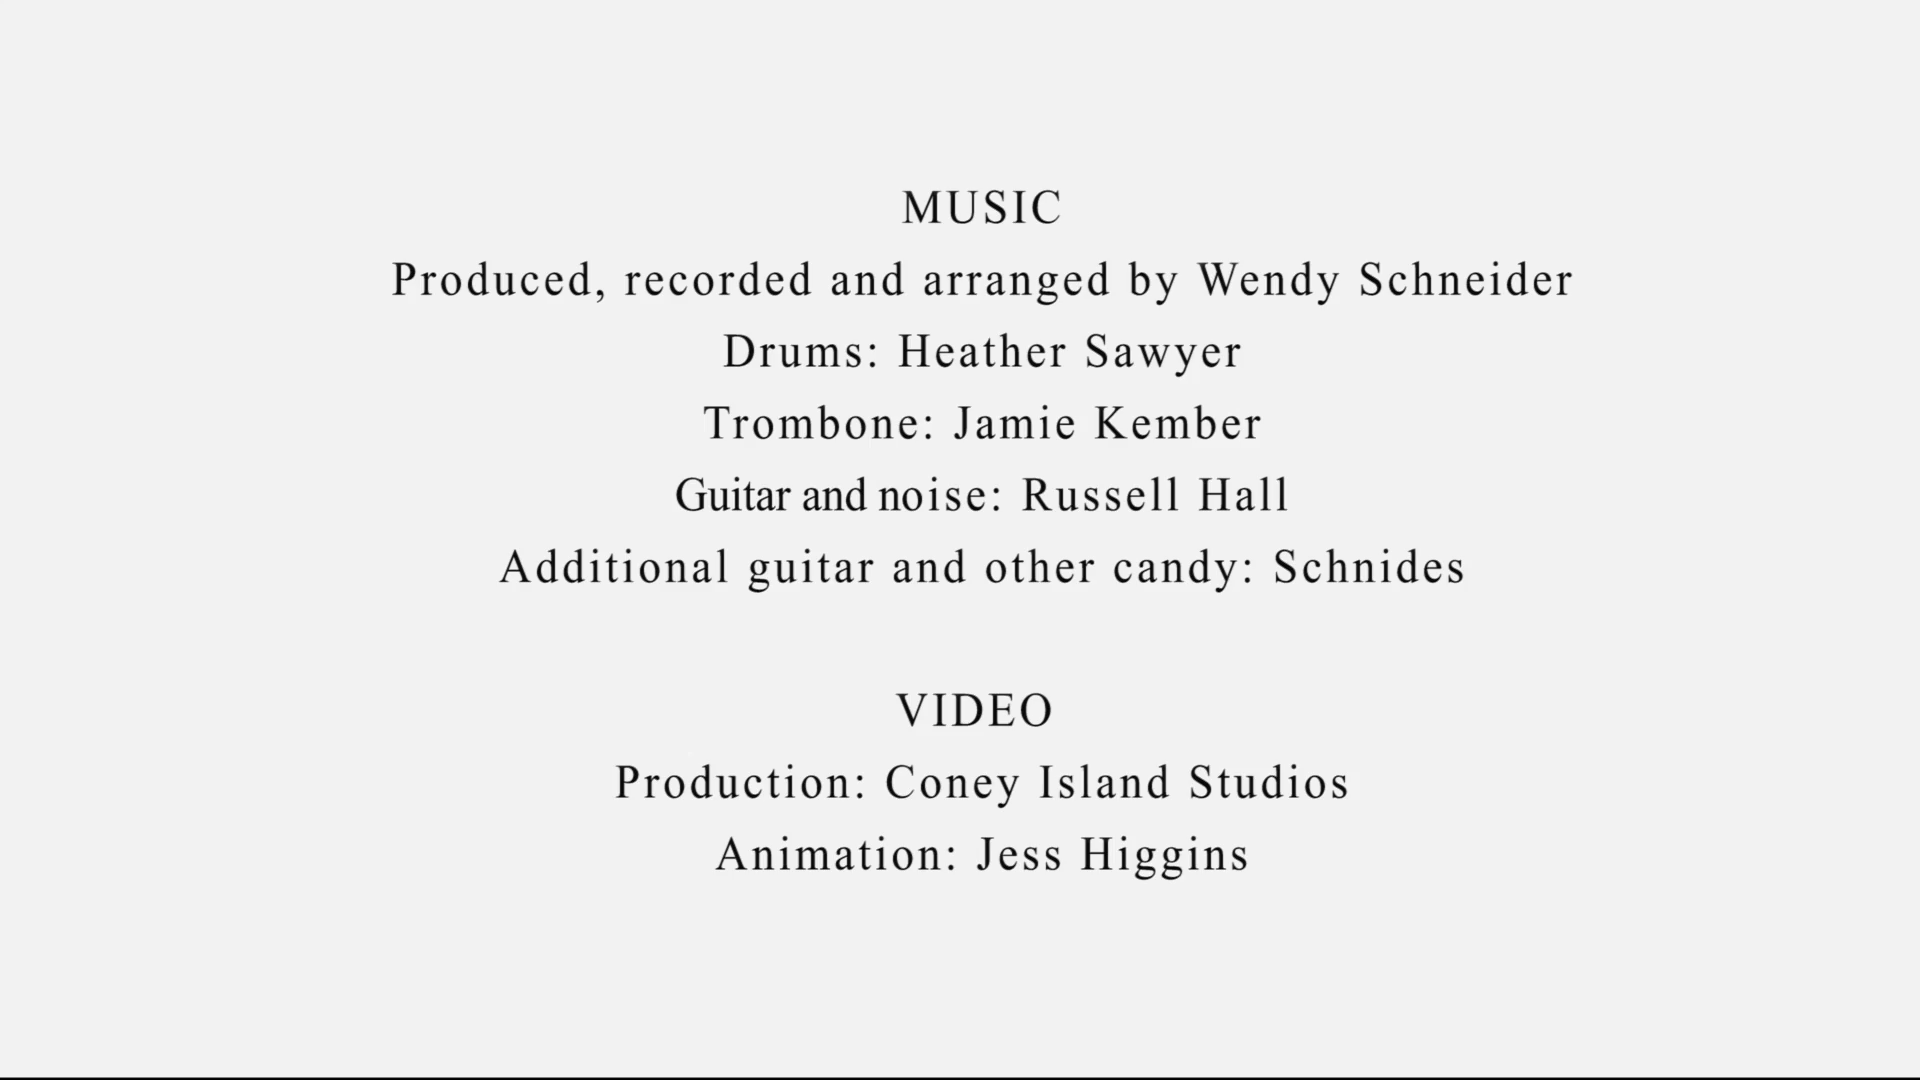 MUSIC
Produced, recorded and arranged by Wendy Schneider
Drums: Heather Sawyer
Trombone: Jamie Kember
Guitar and noise: Russell Hall
Additional guitar and other candy: Schnides
VIDEO
Production: Coney Island Studios
Animation: Jess Higgins